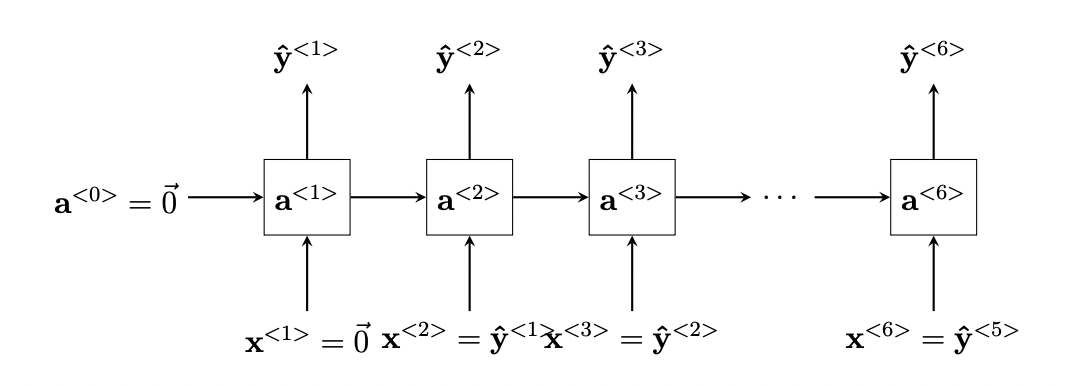 ŷ<1> ŷ<2> ŷ<3> ŷ<6>
a<0> = 0⃗ a<1> a<2> a<3> ··· a<6>
x<1> = 0⃗ x<2> = ŷ<1> x<3> = ŷ<2> x<6> = ŷ<5>